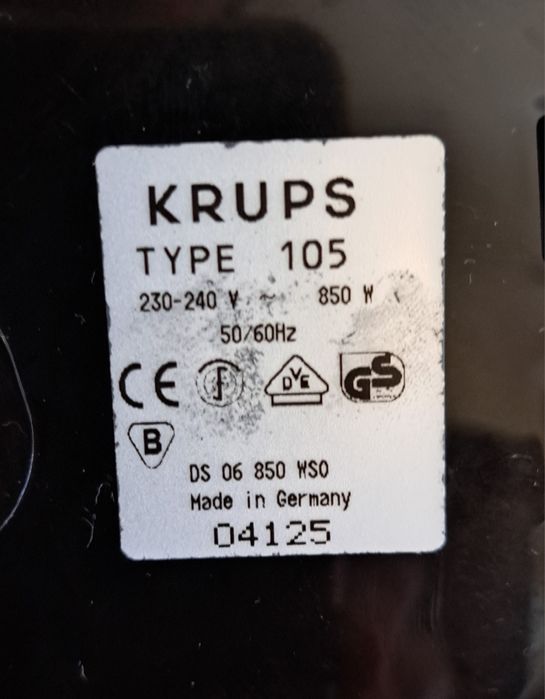 KRUPS
TYPE 105
230-240 V ~ 850 W
50/60Hz
CE F DVE GS
B
DS 06 850 WSO
Made in Germany
04125